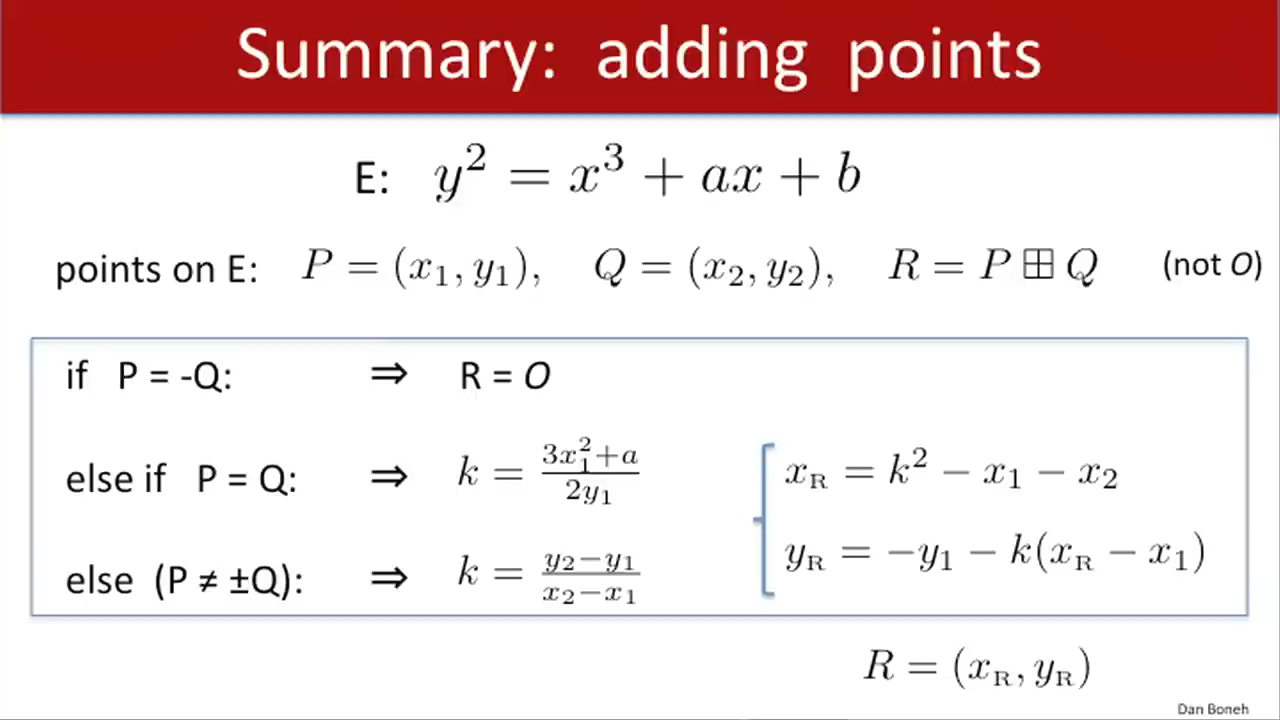 Summary: adding points
E: y² = x³ + ax + b
points on E: P = (x₁, y₁), Q = (x₂, y₂), R = P ⊞ Q (not O)
if P = -Q: ⇒ R = O
else if P = Q: ⇒ k = (3x₁²+a)/(2y₁)
else (P ≠ ±Q): ⇒ k = (y₂−y₁)/(x₂−x₁)
x_R = k² − x₁ − x₂
y_R = −y₁ − k(x_R − x₁)
R = (x_R, y_R)
Dan Boneh